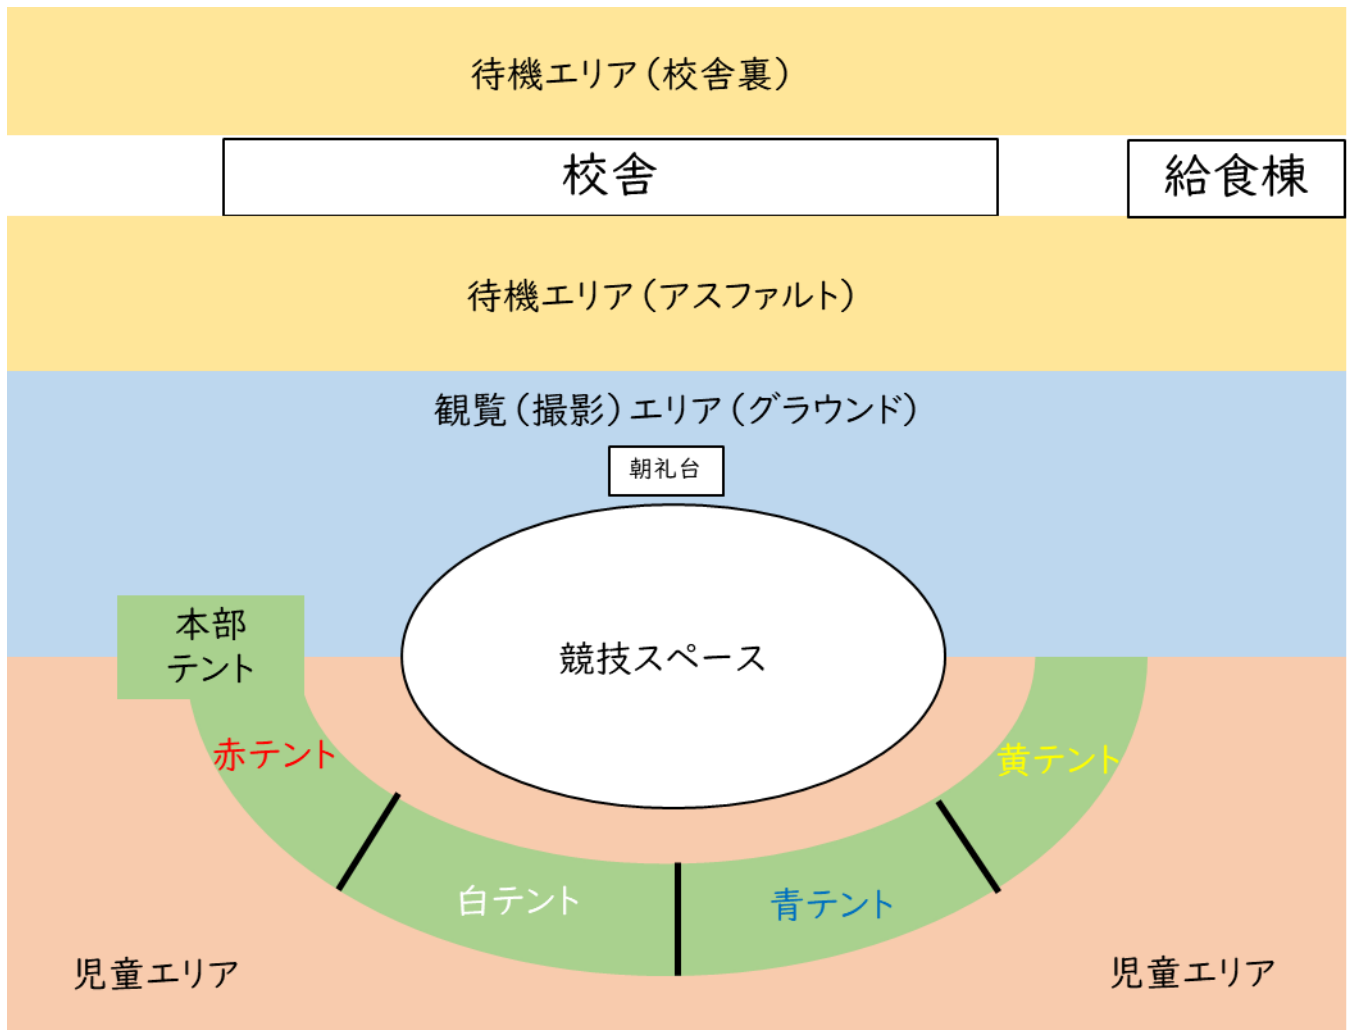 待機エリア（校舎裏）
校舎
給食棟
待機エリア（アスファルト）
観覧（撮影）エリア（グラウンド）
朝礼台
本部
テント
競技スペース
赤テント
黄テント
白テント
青テント
児童エリア
児童エリア